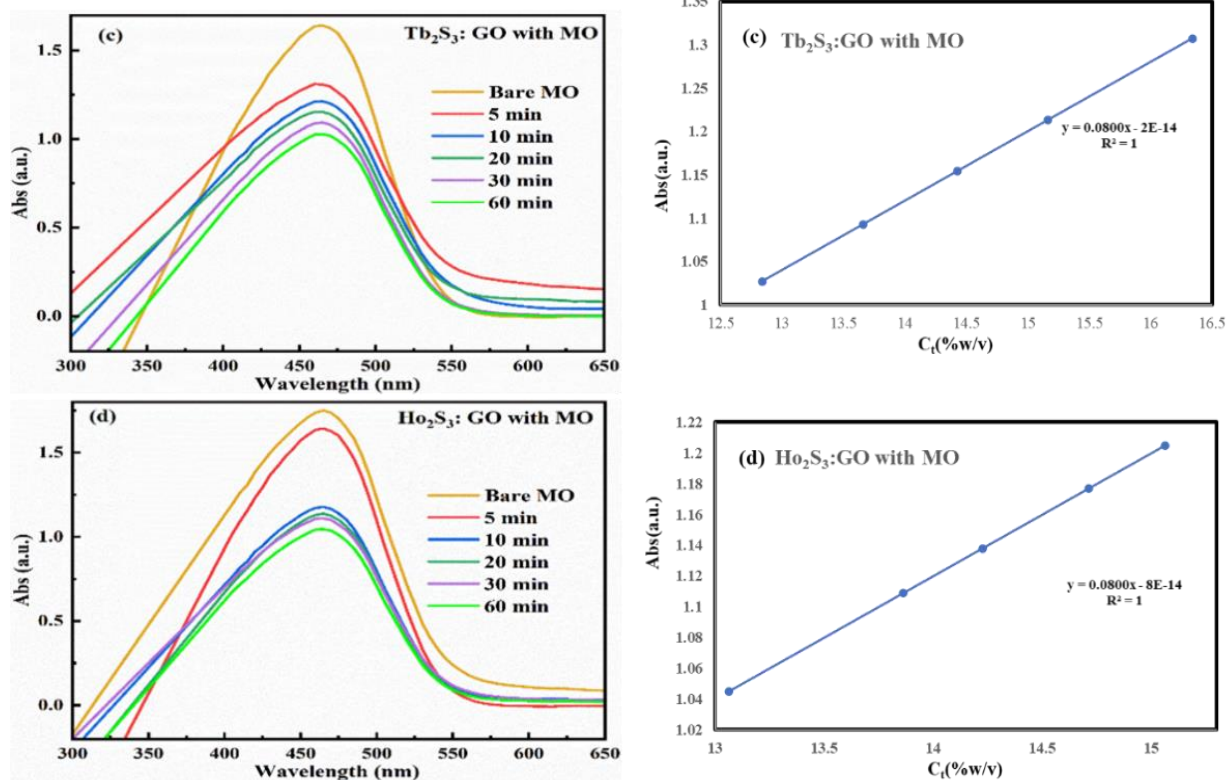 (c)
Tb₂S₃: GO with MO
Bare MO
5 min
10 min
20 min
30 min
60 min
1.5
1.0
0.5
0.0
Abs (a.u.)
300 350 400 450 500 550 600 650
Wavelength (nm)
(c) Tb₂S₃:GO with MO
1.35
1.3
1.25
1.2
1.15
1.1
1.05
1
Abs(a.u.)
y = 0.0800x - 2E-14
R² = 1
12.5 13 13.5 14 14.5 15 15.5 16 16.5
Cₜ(%w/v)
(d)
Ho₂S₃: GO with MO
Bare MO
5 min
10 min
20 min
30 min
60 min
1.5
1.0
0.5
0.0
Abs (a.u.)
300 350 400 450 500 550 600 650
Wavelength (nm)
(d) Ho₂S₃:GO with MO
1.22
1.2
1.18
1.16
1.14
1.12
1.1
1.08
1.06
1.04
1.02
Abs(a.u.)
y = 0.0800x - 8E-14
R² = 1
13 13.5 14 14.5 15
Cₜ(%w/v)